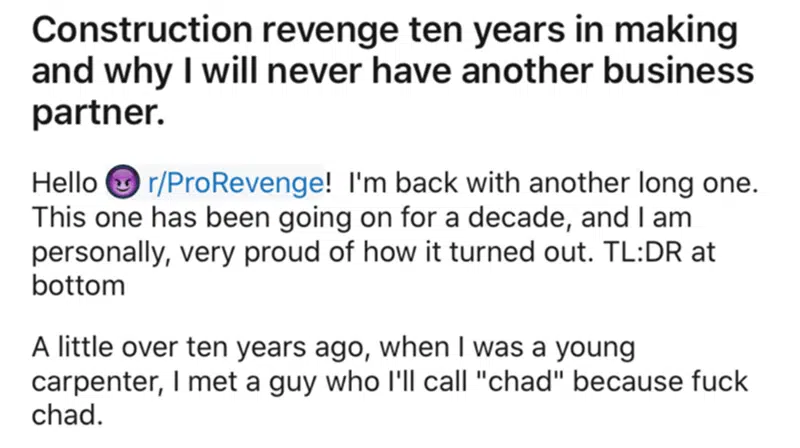 Construction revenge ten years in making
and why I will never have another business
partner.
Hello 😈 r/ProRevenge! I'm back with another long one.
This one has been going on for a decade, and I am
personally, very proud of how it turned out. TL:DR at
bottom
A little over ten years ago, when I was a young
carpenter, I met a guy who I'll call "chad" because fuck
chad.